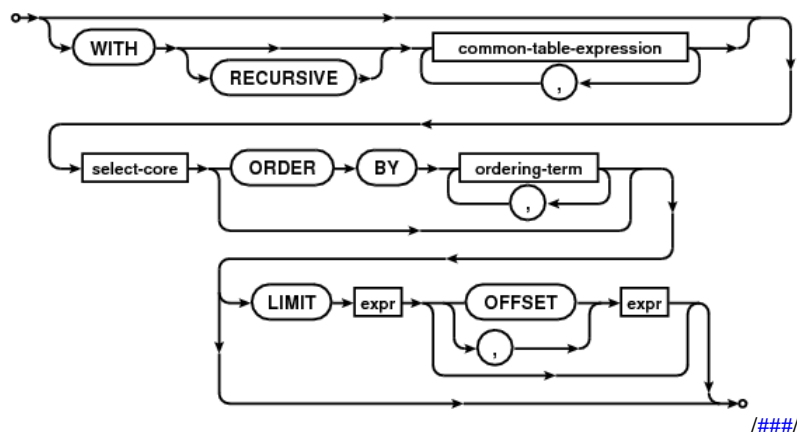 WITH RECURSIVE common-table-expression
,
select-core ORDER BY ordering-term
,
LIMIT expr OFFSET expr
,
/###/